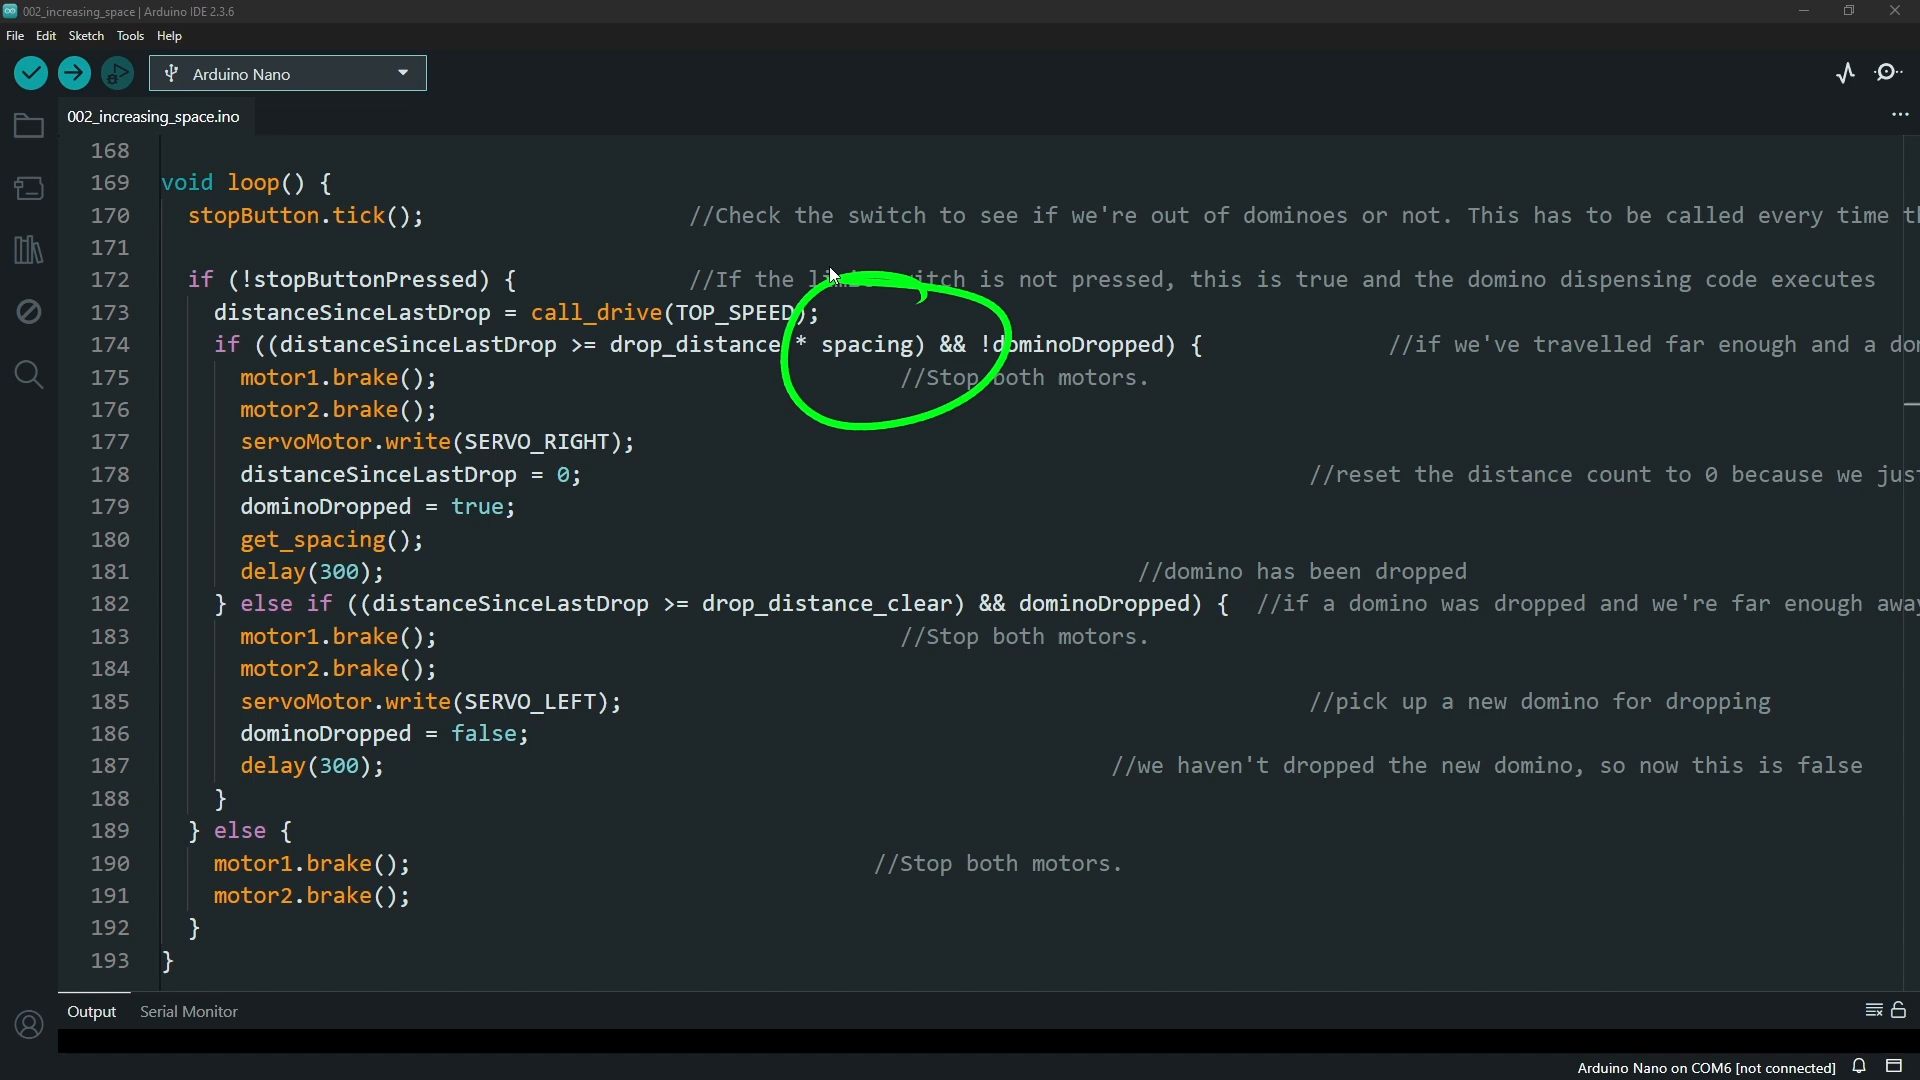 002_increasing_space | Arduino IDE 2.3.6
File Edit Sketch Tools Help
Arduino Nano
002_increasing_space.ino
168
169 void loop() {
170 stopButton.tick(); //Check the switch to see if we're out of dominoes or not. This has to be called every time
171
172 if (!stopButtonPressed) { //If the switch is not pressed, this is true and the domino dispensing code executes
173 distanceSinceLastDrop = call_drive(TOP_SPEED);
174 if ((distanceSinceLastDrop >= drop_distance * spacing) && !dominoDropped) { //if we've travelled far enough and a
175 motor1.brake(); //Stop both motors.
176 motor2.brake();
177 servoMotor.write(SERVO_RIGHT);
178 distanceSinceLastDrop = 0; //reset the distance count to 0 because we jus
179 dominoDropped = true;
180 get_spacing();
181 delay(300); //domino has been dropped
182 } else if ((distanceSinceLastDrop >= drop_distance_clear) && dominoDropped) { //if a domino was dropped and we're far enough
183 motor1.brake(); //Stop both motors.
184 motor2.brake();
185 servoMotor.write(SERVO_LEFT); //pick up a new domino for dropping
186 dominoDropped = false;
187 delay(300); //we haven't dropped the new domino, so now this is false
188 }
189 } else {
190 motor1.brake(); //Stop both motors.
191 motor2.brake();
192 }
193 }
Output Serial Monitor
Arduino Nano on COM6 [not connected]